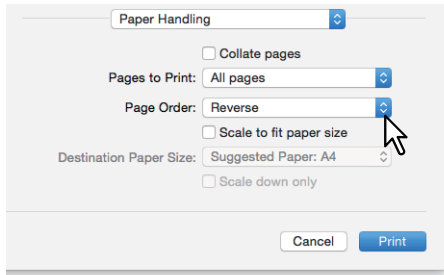 Paper Handling
Collate pages
Pages to Print: All pages
Page Order: Reverse
Scale to fit paper size
Destination Paper Size: Suggested Paper: A4
Scale down only
Cancel Print